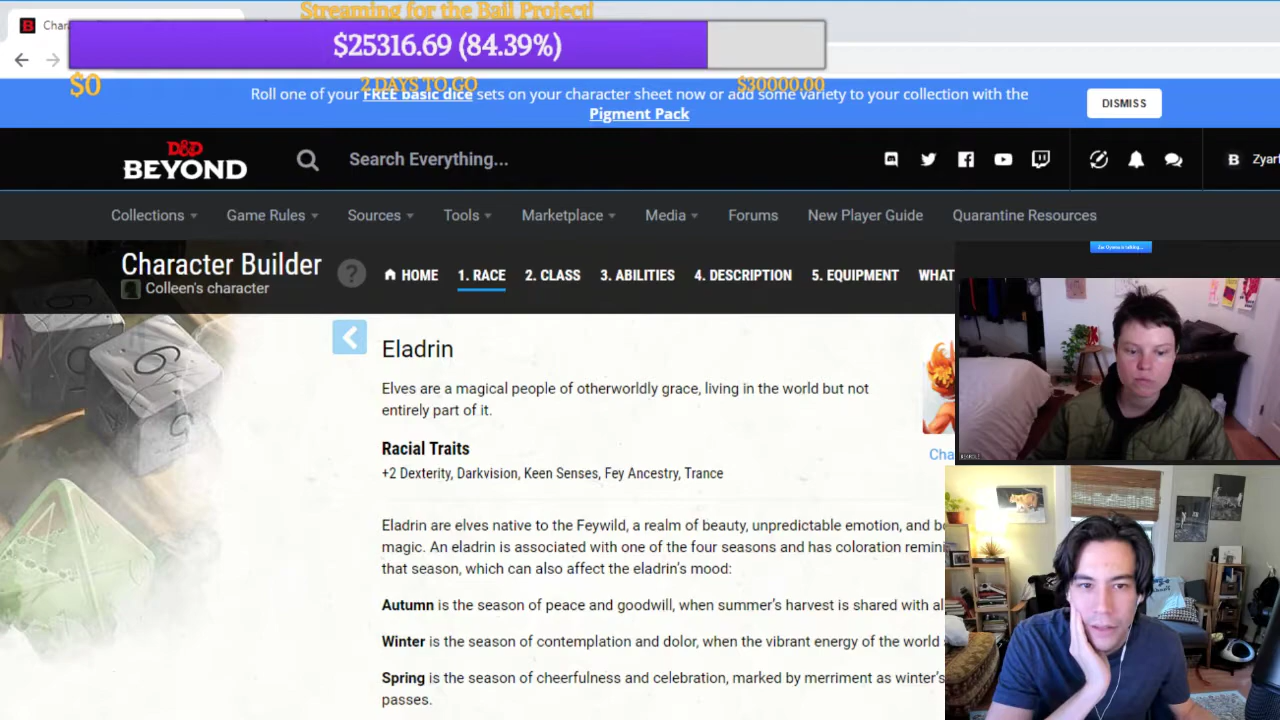 Streaming for the Bail Project!
Char
$25316.69 (84.39%)
$0
2 DAYS TO GO
$30000.00
Roll one of your FREE basic dice sets on your character sheet now or add some variety to your collection with the
Pigment Pack
DISMISS
D&D
BEYOND
Search Everything...
B
Zyarl
Collections
Game Rules
Sources
Tools
Marketplace
Media
Forums
New Player Guide
Quarantine Resources
Character Builder
Colleen's character
?
HOME
1. RACE
2. CLASS
3. ABILITIES
4. DESCRIPTION
5. EQUIPMENT
WHAT
Eladrin
Elves are a magical people of otherworldly grace, living in the world but not
entirely part of it.
Cha
Racial Traits
+2 Dexterity, Darkvision, Keen Senses, Fey Ancestry, Trance
Eladrin are elves native to the Feywild, a realm of beauty, unpredictable emotion, and bo
magic. An eladrin is associated with one of the four seasons and has coloration remini
that season, which can also affect the eladrin's mood:
Autumn is the season of peace and goodwill, when summer's harvest is shared with al
Winter is the season of contemplation and dolor, when the vibrant energy of the world
Spring is the season of cheerfulness and celebration, marked by merriment as winter's
passes.